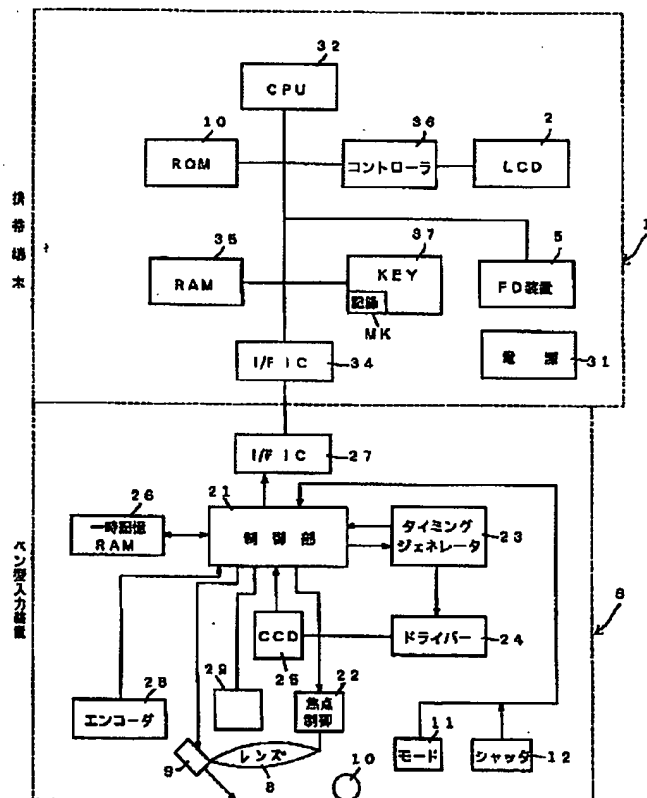 32
CPU
10
ROM
36
コントローラ
2
LCD
携帯端末
1
35
RAM
37
KEY
記録
MK
5
FD装置
I/F IC
34
電源
31
I/F IC
27
ペン型入力装置
26
一時記憶
RAM
21
制御部
タイミング
ジェネレータ
23
8
CCD
25
ドライバー
24
28
エンコーダ
29
22
焦点
制御
11
モード
シャッタ
12
9
レンズ
8
10